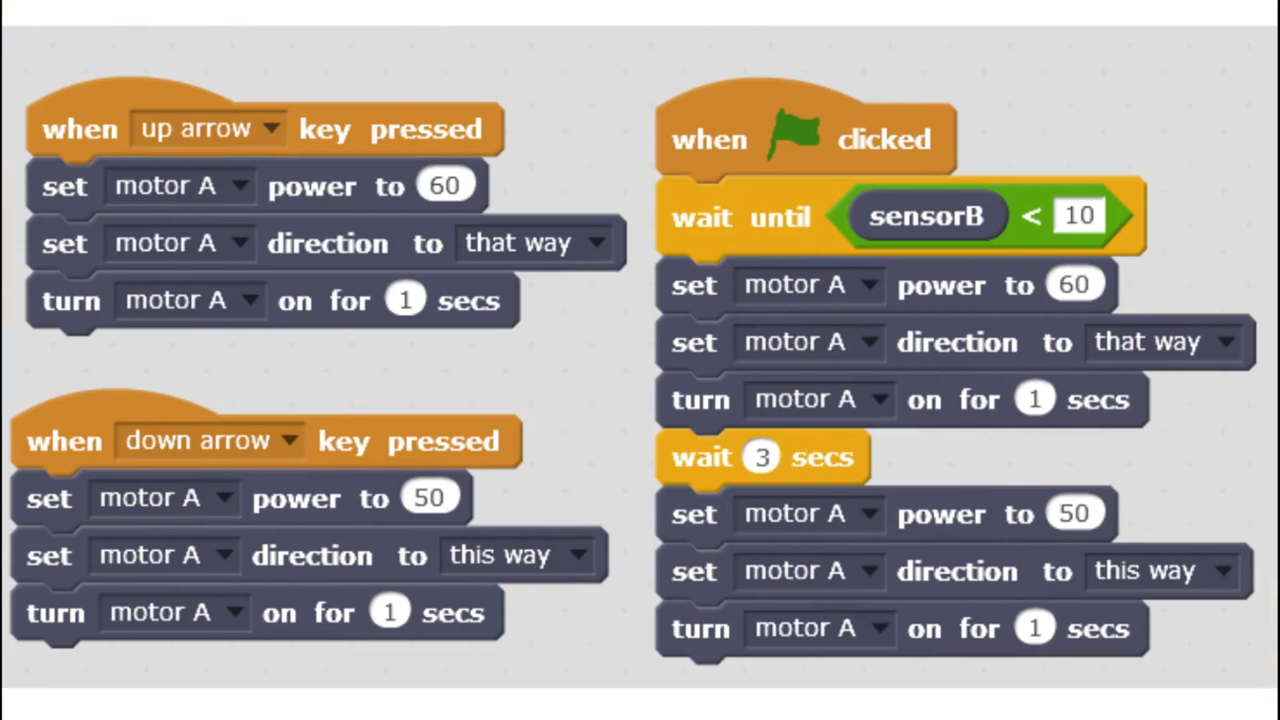 when up arrow key pressed
set motor A power to 60
set motor A direction to that way
turn motor A on for 1 secs
when down arrow key pressed
set motor A power to 50
set motor A direction to this way
turn motor A on for 1 secs
when clicked
wait until sensorB < 10
set motor A power to 60
set motor A direction to that way
turn motor A on for 1 secs
wait 3 secs
set motor A power to 50
set motor A direction to this way
turn motor A on for 1 secs